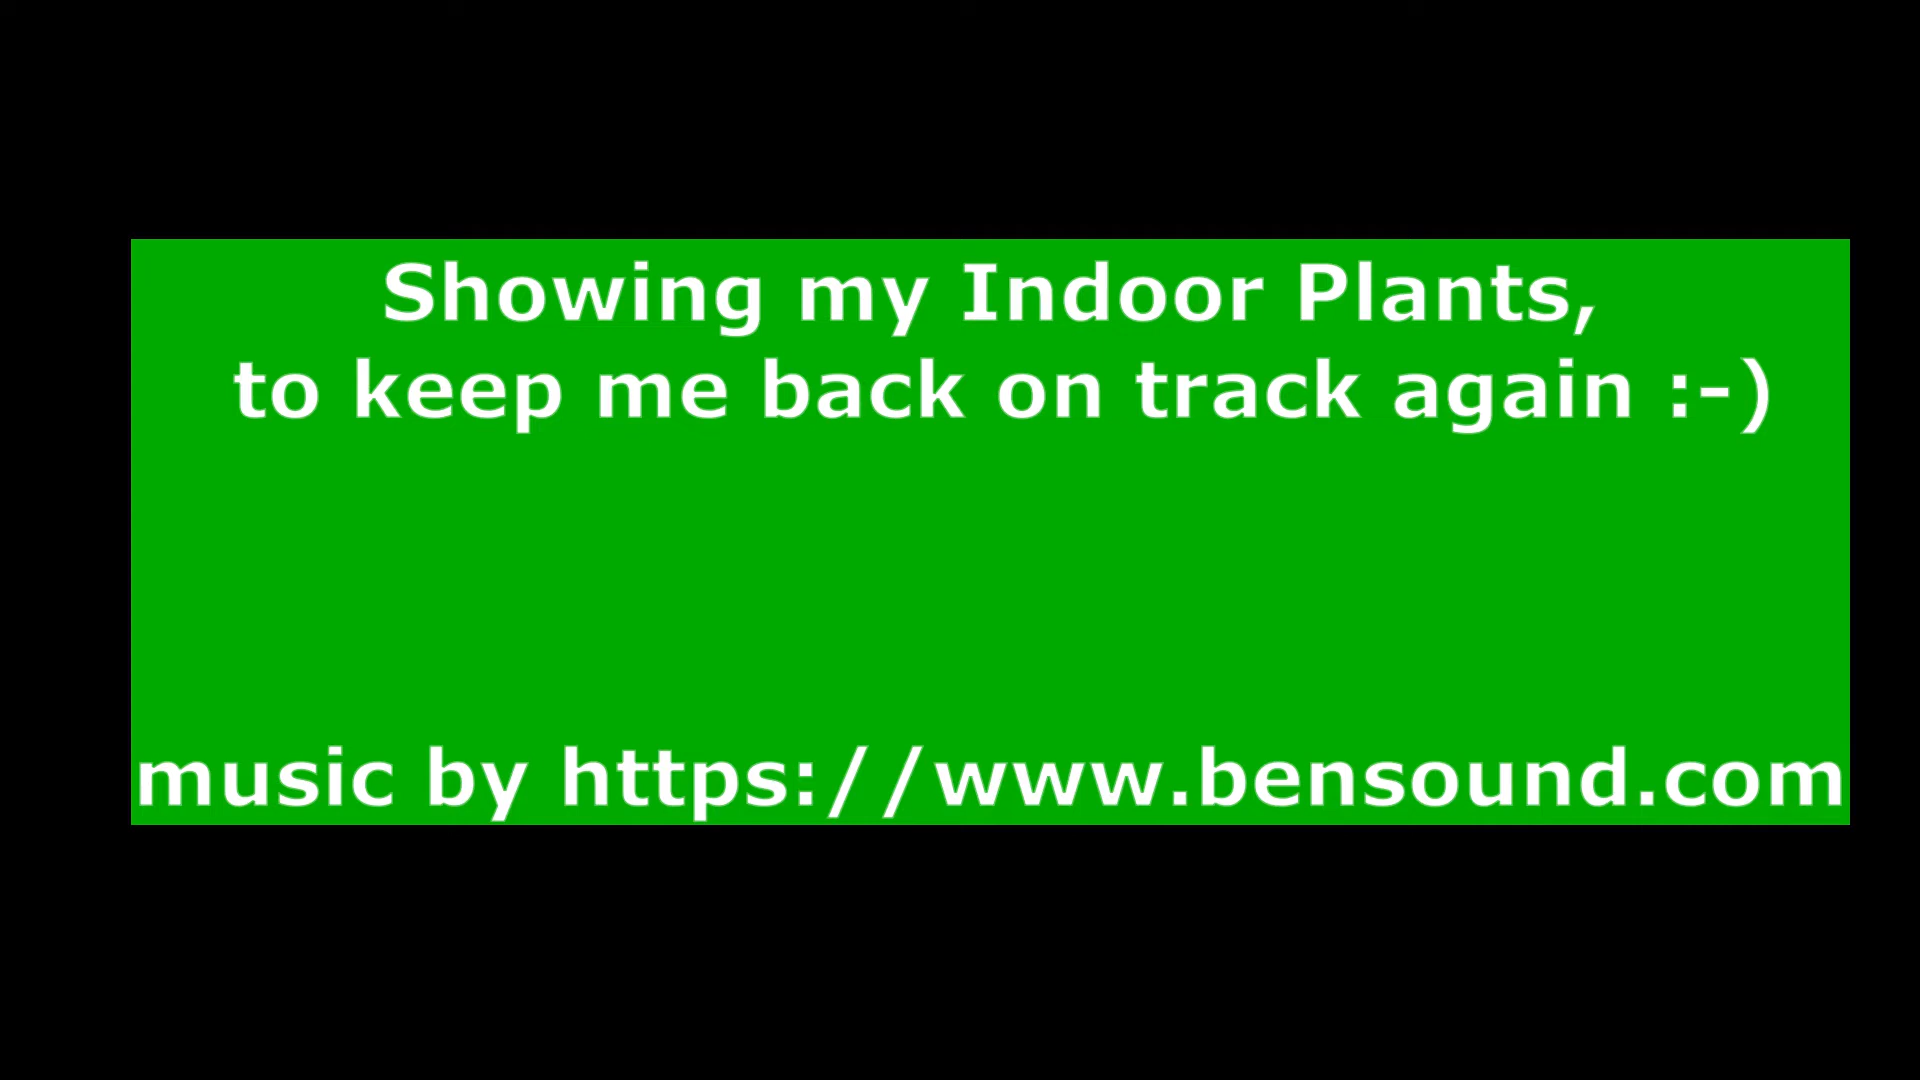 Showing my Indoor Plants,
to keep me back on track again :-)
music by https://www.bensound.com